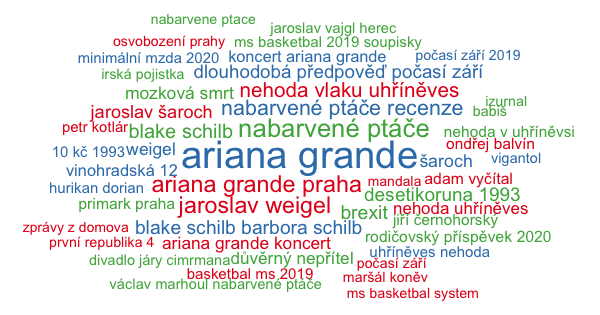 nabarvene ptace
jaroslav vajgl herec
osvobození prahy
ms basketbal 2019 soupisky
minimální mzda 2020
koncert ariana grande
počasí září 2019
irská pojistka
dlouhodobá předpověď počasí září
mozková smrt
nehoda vlaku uhříněves
izurnal
jaroslav šaroch
nabarvené ptáče recenze
babiš
petr kotlár
blake schilb
nabarvené ptáče
nehoda v uhříněvsi
10 kč 1993
weigel
ariana grande
ondřej balvín
šaroch
vigantol
vinohradská 12
hurikan dorian
ariana grande praha
mandala
adam vyčítal
primark praha
jaroslav weigel
desetikoruna 1993
brexit
nehoda uhříněves
jiří černohorský
zprávy z domova
blake schilb barbora schilb
první republika 4
ariana grande koncert
rodičovský příspěvek 2020
divadlo járy cimrmana
důvěrný nepřítel
uhříněves nehoda
počasí září
basketbal ms 2019
maršál koněv
václav marhoul nabarvené ptáče
ms basketbal system